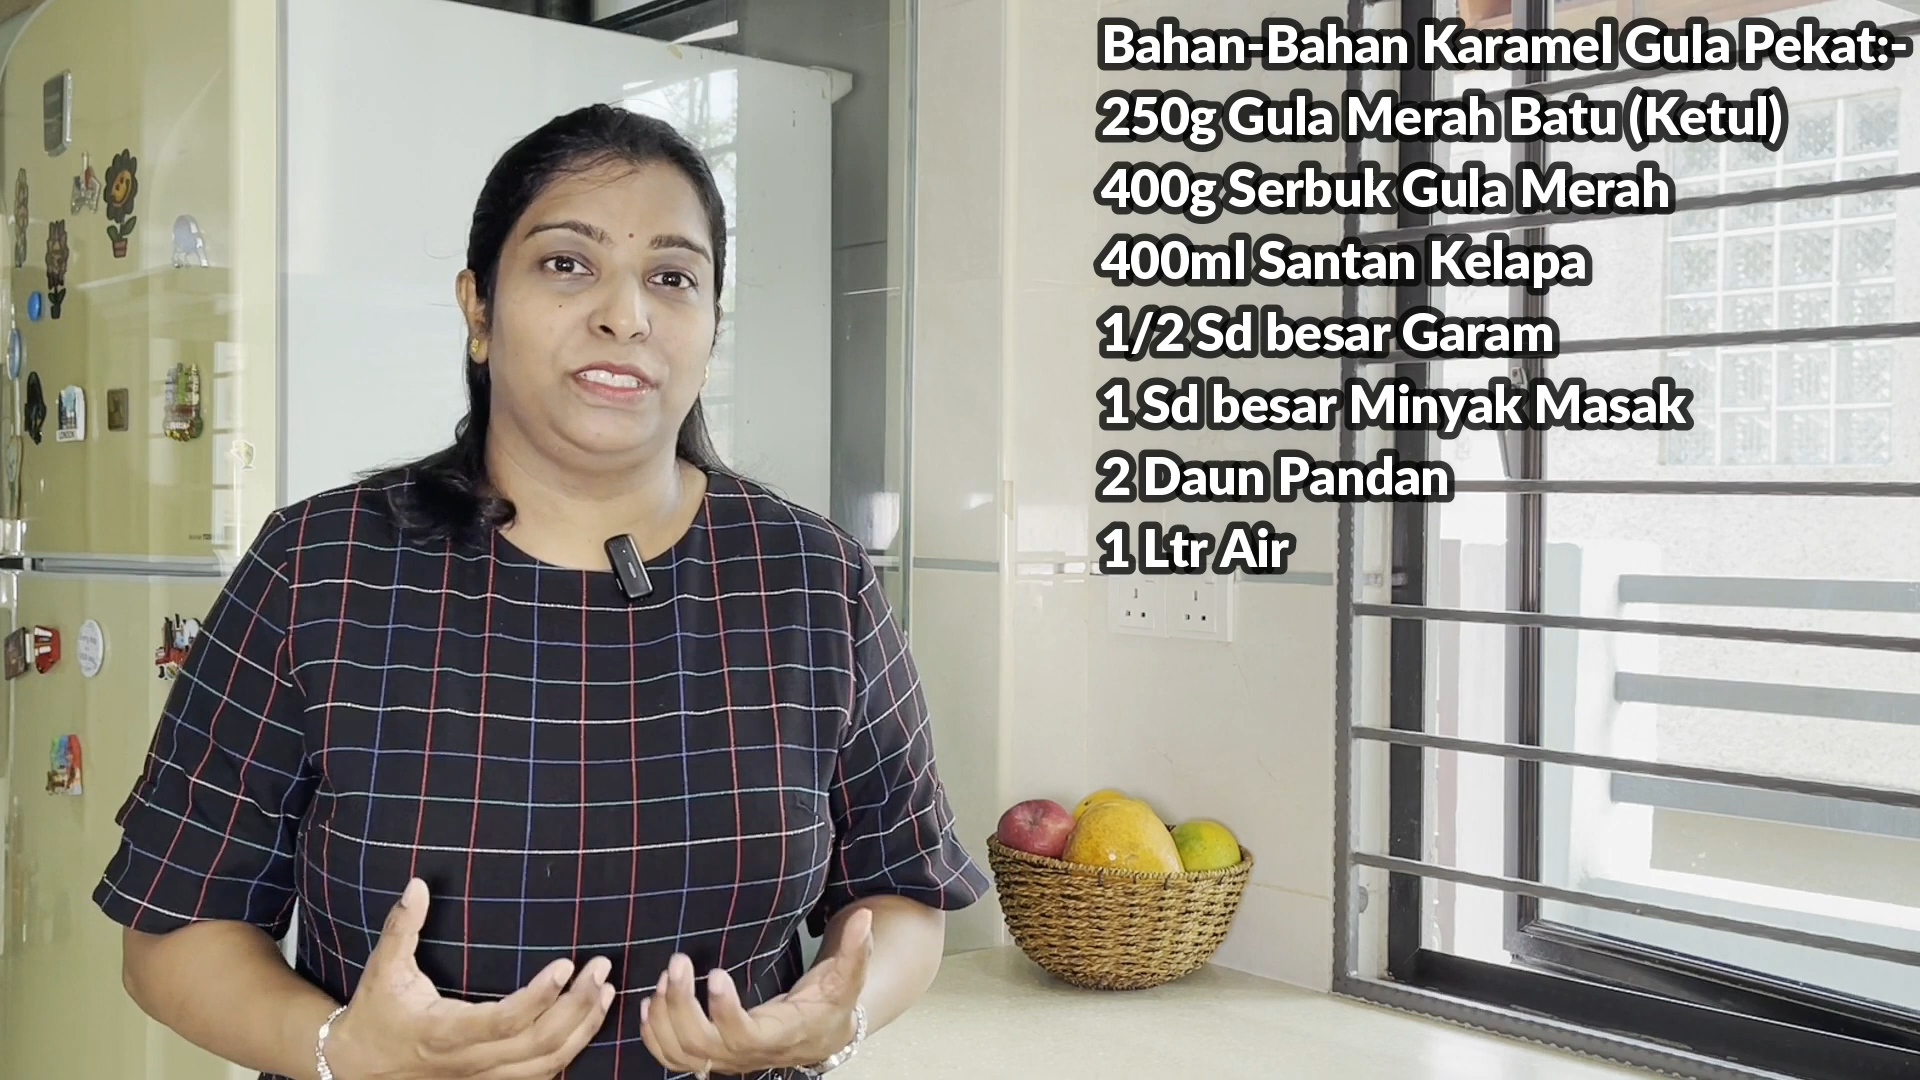 Bahan-Bahan Karamel Gula Pekat:-
250g Gula Merah Batu (Ketul)
400g Serbuk Gula Merah
400ml Santan Kelapa
1/2 Sd besar Garam
1 Sd besar Minyak Masak
2 Daun Pandan
1 Ltr Air